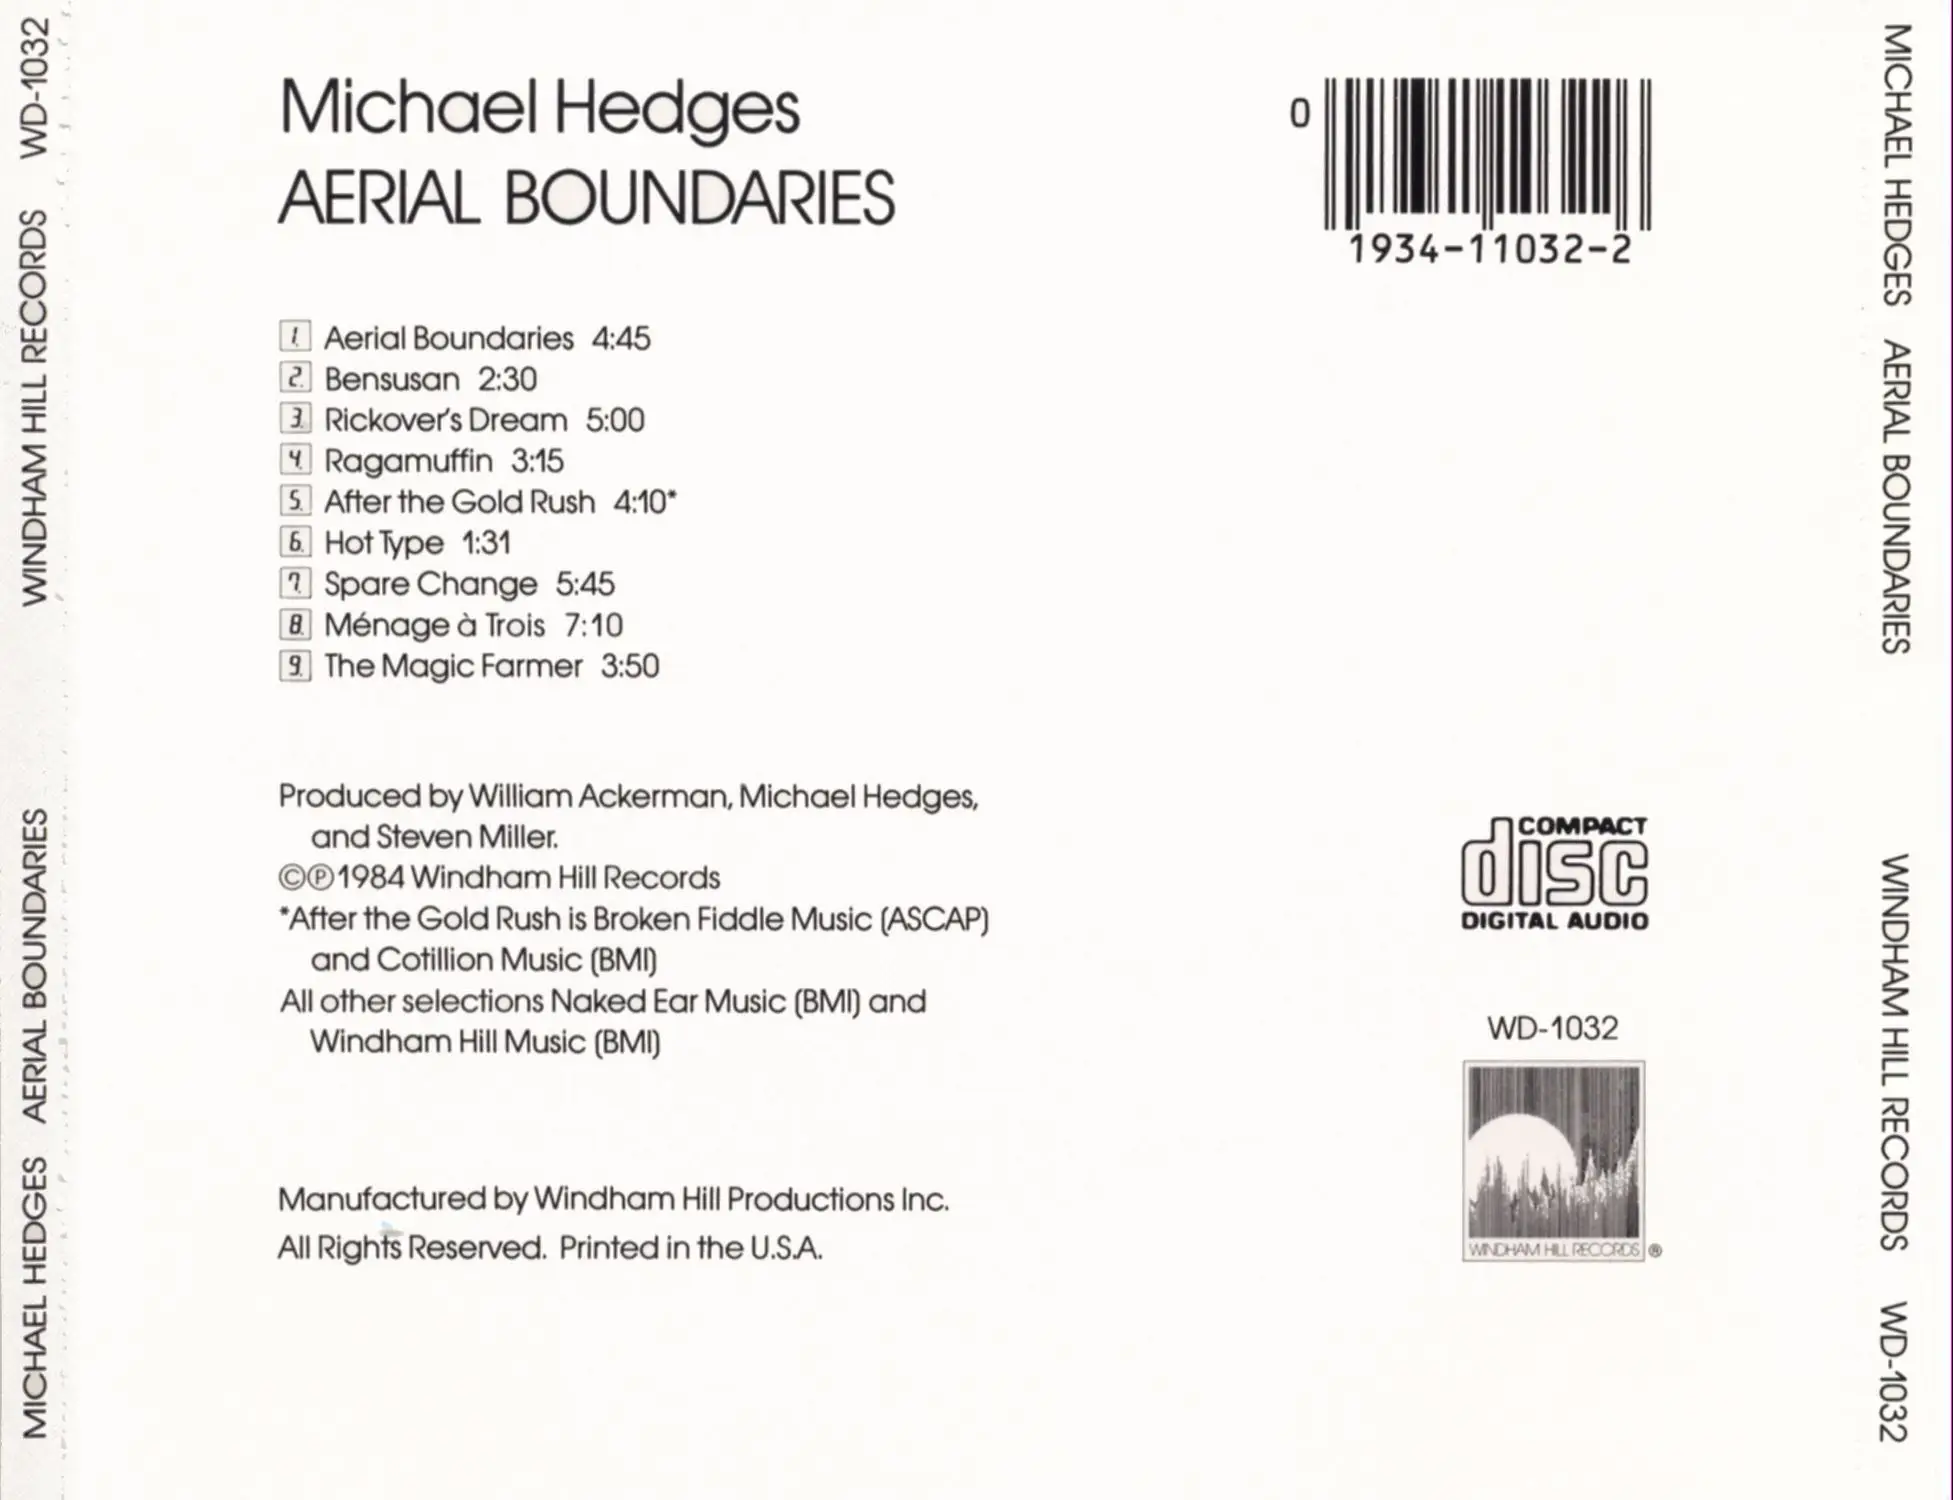 WINDHAM HILL RECORDS WD-1032
MICHAEL HEDGES AERIAL BOUNDARIES
Michael Hedges
AERIAL BOUNDARIES
0
1934-11032-2
1. Aerial Boundaries 4:45
2. Bensusan 2:30
3. Rickover's Dream 5:00
4. Ragamuffin 3:15
5. After the Gold Rush 4:10*
6. Hot Type 1:31
7. Spare Change 5:45
8. Ménage à Trois 7:10
9. The Magic Farmer 3:50
Produced by William Ackerman, Michael Hedges,
and Steven Miller.
©℗1984 Windham Hill Records
*After the Gold Rush is Broken Fiddle Music (ASCAP)
and Cotillion Music (BMI)
All other selections Naked Ear Music (BMI) and
Windham Hill Music (BMI)
Manufactured by Windham Hill Productions Inc.
All Rights Reserved. Printed in the U.S.A.
COMPACT
disc
DIGITAL AUDIO
WD-1032
WINDHAM HILL RECORDS ®
MICHAEL HEDGES AERIAL BOUNDARIES WINDHAM HILL RECORDS WD-1032